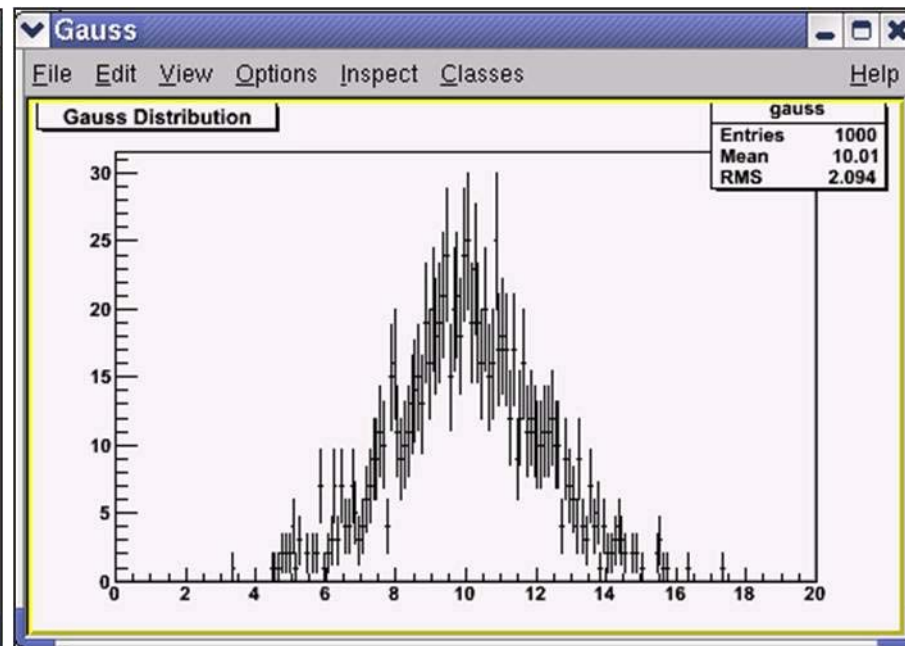 Gauss
File Edit View Options Inspect Classes Help
Gauss Distribution
gauss
Entries 1000
Mean 10.01
RMS 2.094
30
25
20
15
10
5
0
0 2 4 6 8 10 12 14 16 18 20